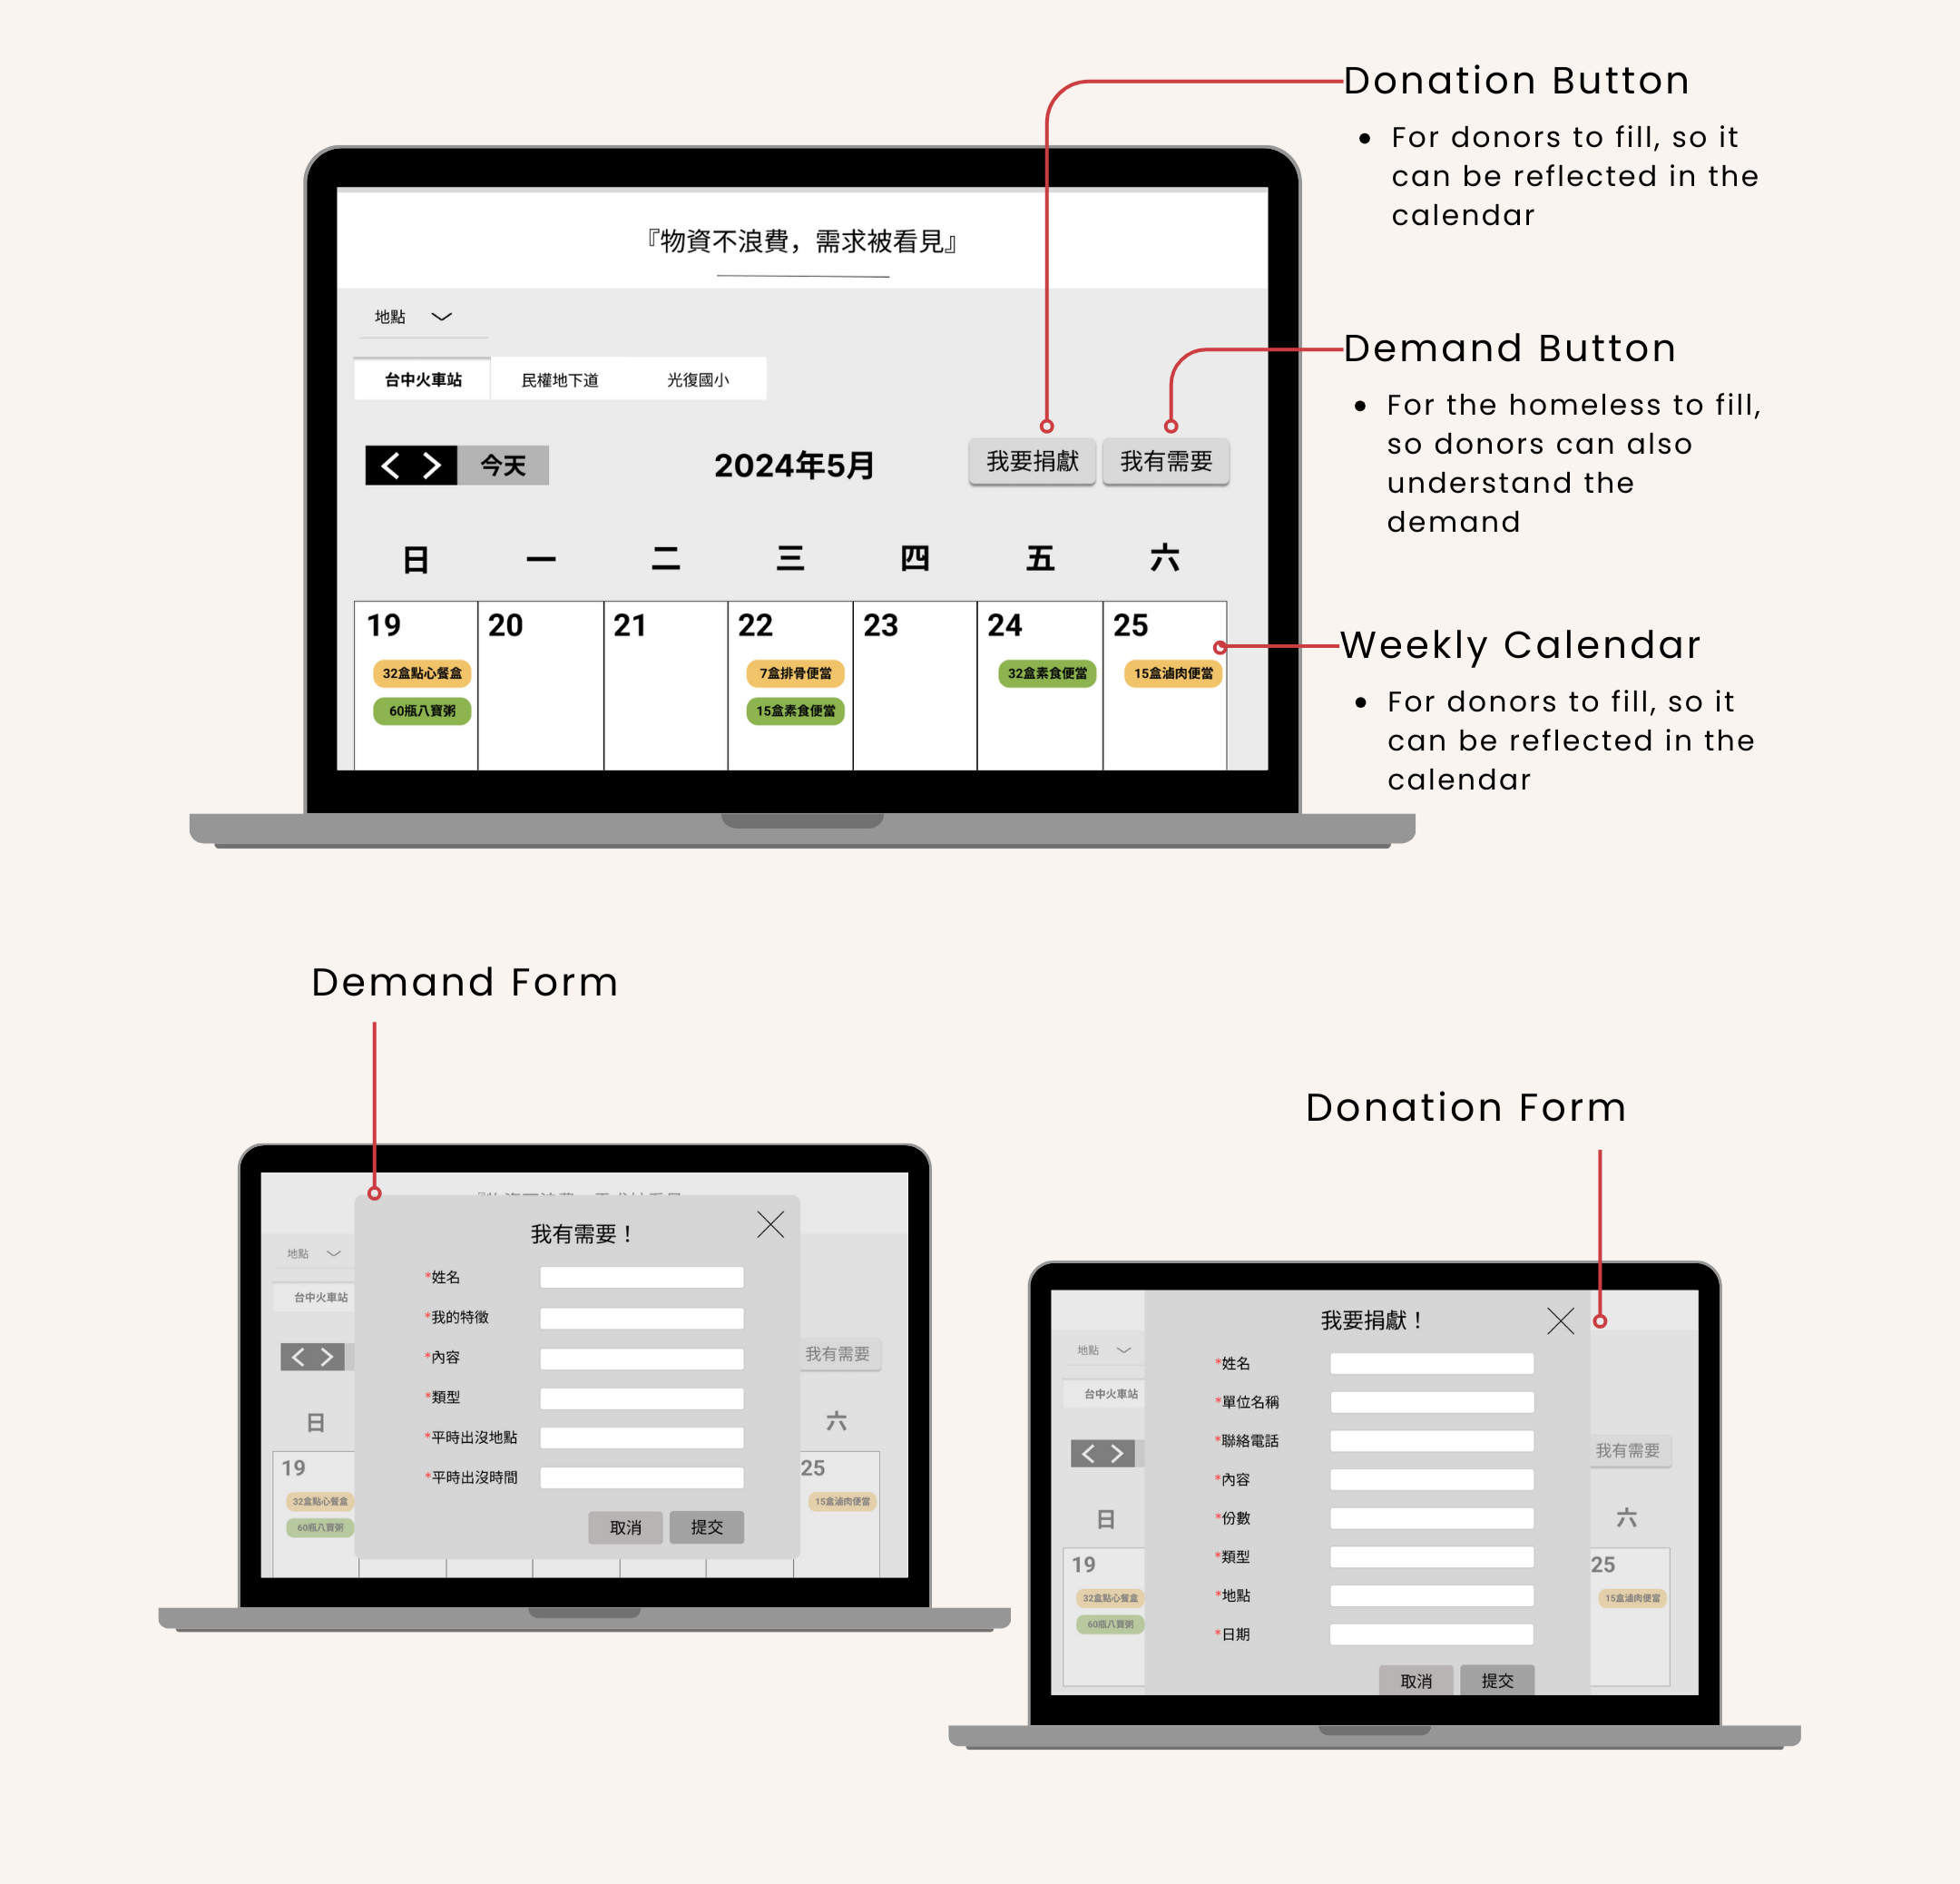 Donation Button
• For donors to fill, so it
can be reflected in the
calendar
『物資不浪費，需求被看見』
地點
台中火車站 民權地下道 光復國小
Demand Button
• For the homeless to fill,
so donors can also
understand the
demand
今天 2024年5月 我要捐獻 我有需要
日 一 二 三 四 五 六
19 20 21 22 23 24 25
32盒點心餐盒 7盒排骨便當 32盒素食便當 15盒滷肉便當
60瓶八寶粥 15盒素食便當
Weekly Calendar
• For donors to fill, so it
can be reflected in the
calendar
Demand Form
地點
台中火車站
我有需要
日 六
19 25
32盒點心餐盒 15盒滷肉便當
60瓶八寶粥
我有需要！
*姓名
*我的特徵
*內容
*類型
*平時出沒地點
*平時出沒時間
取消 提交
Donation Form
地點
台中火車站
我有需要
日 六
19 25
32盒點心餐盒 15盒滷肉便當
60瓶八寶粥
我要捐獻！
*姓名
*單位名稱
*聯絡電話
*內容
*份數
*類型
*地點
*日期
取消 提交